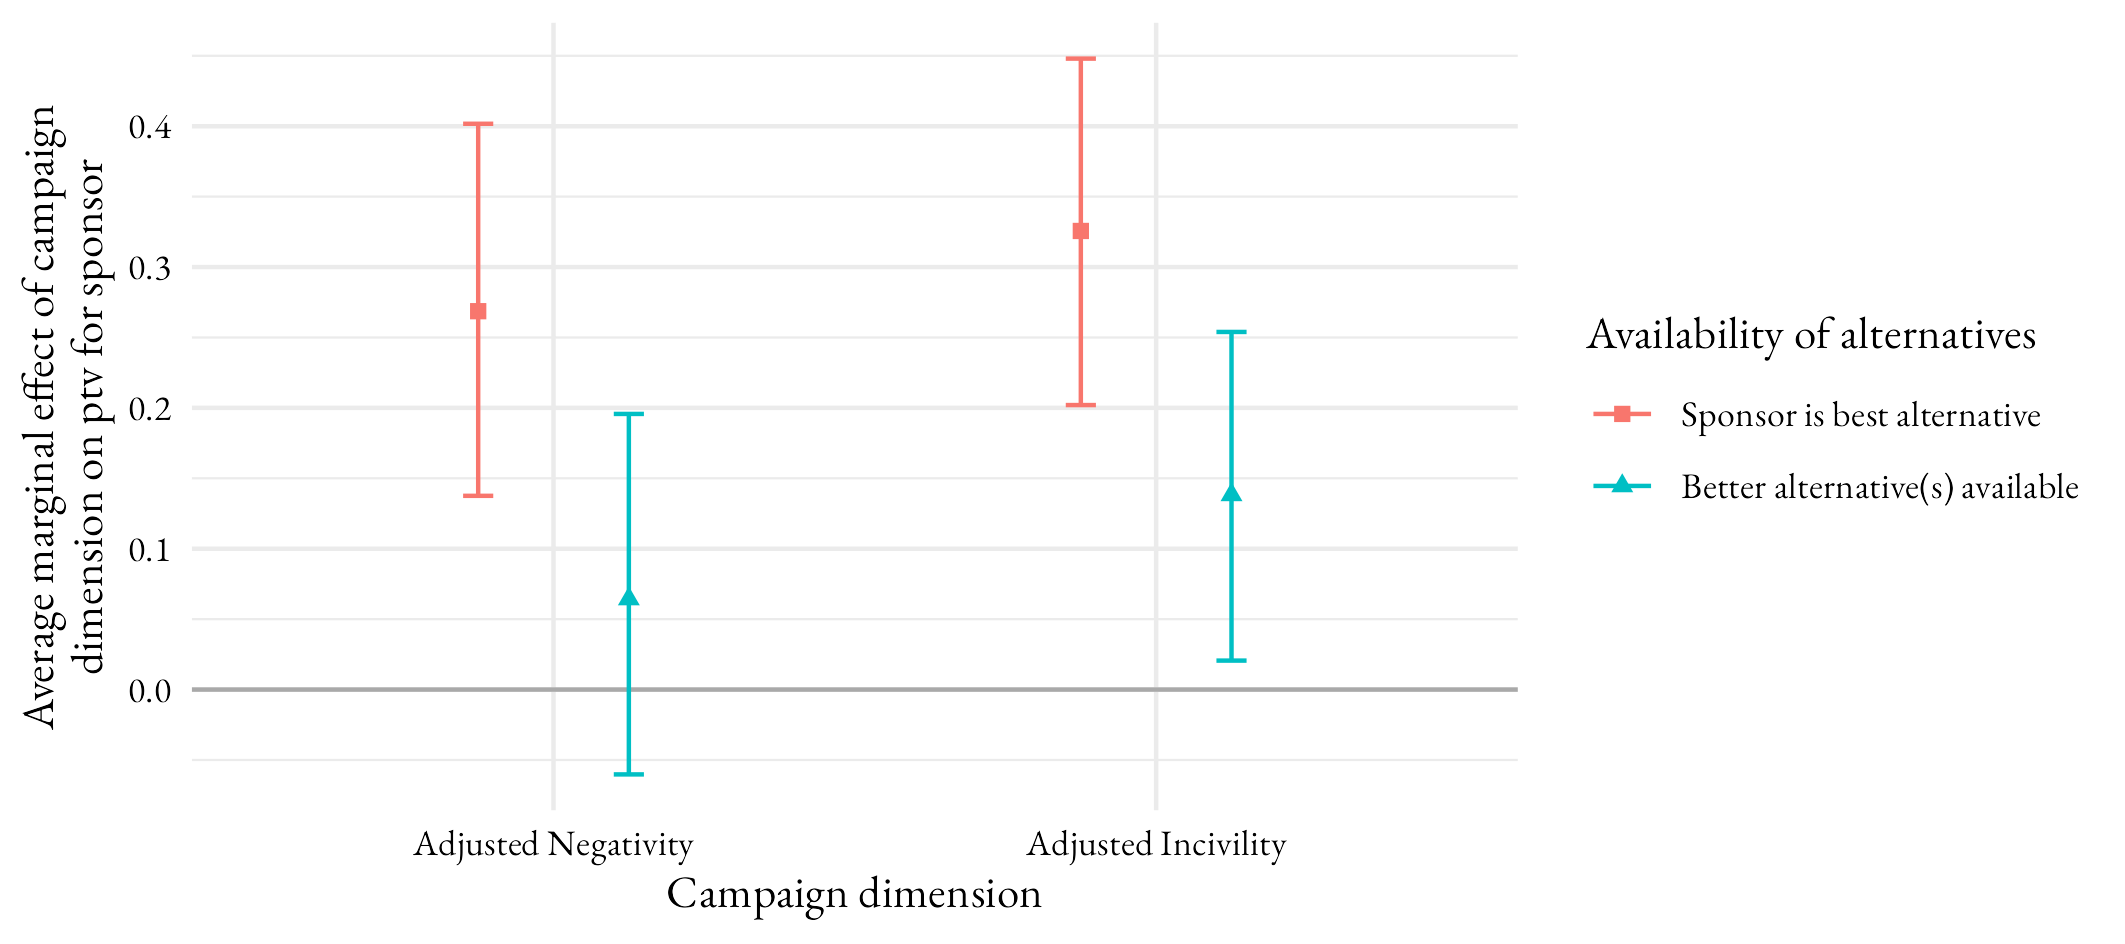 Average marginal effect of campaign
dimension on ptv for sponsor
0.4
0.3
0.2
0.1
0.0
Adjusted Negativity
Adjusted Incivility
Campaign dimension
Availability of alternatives
Sponsor is best alternative
Better alternative(s) available